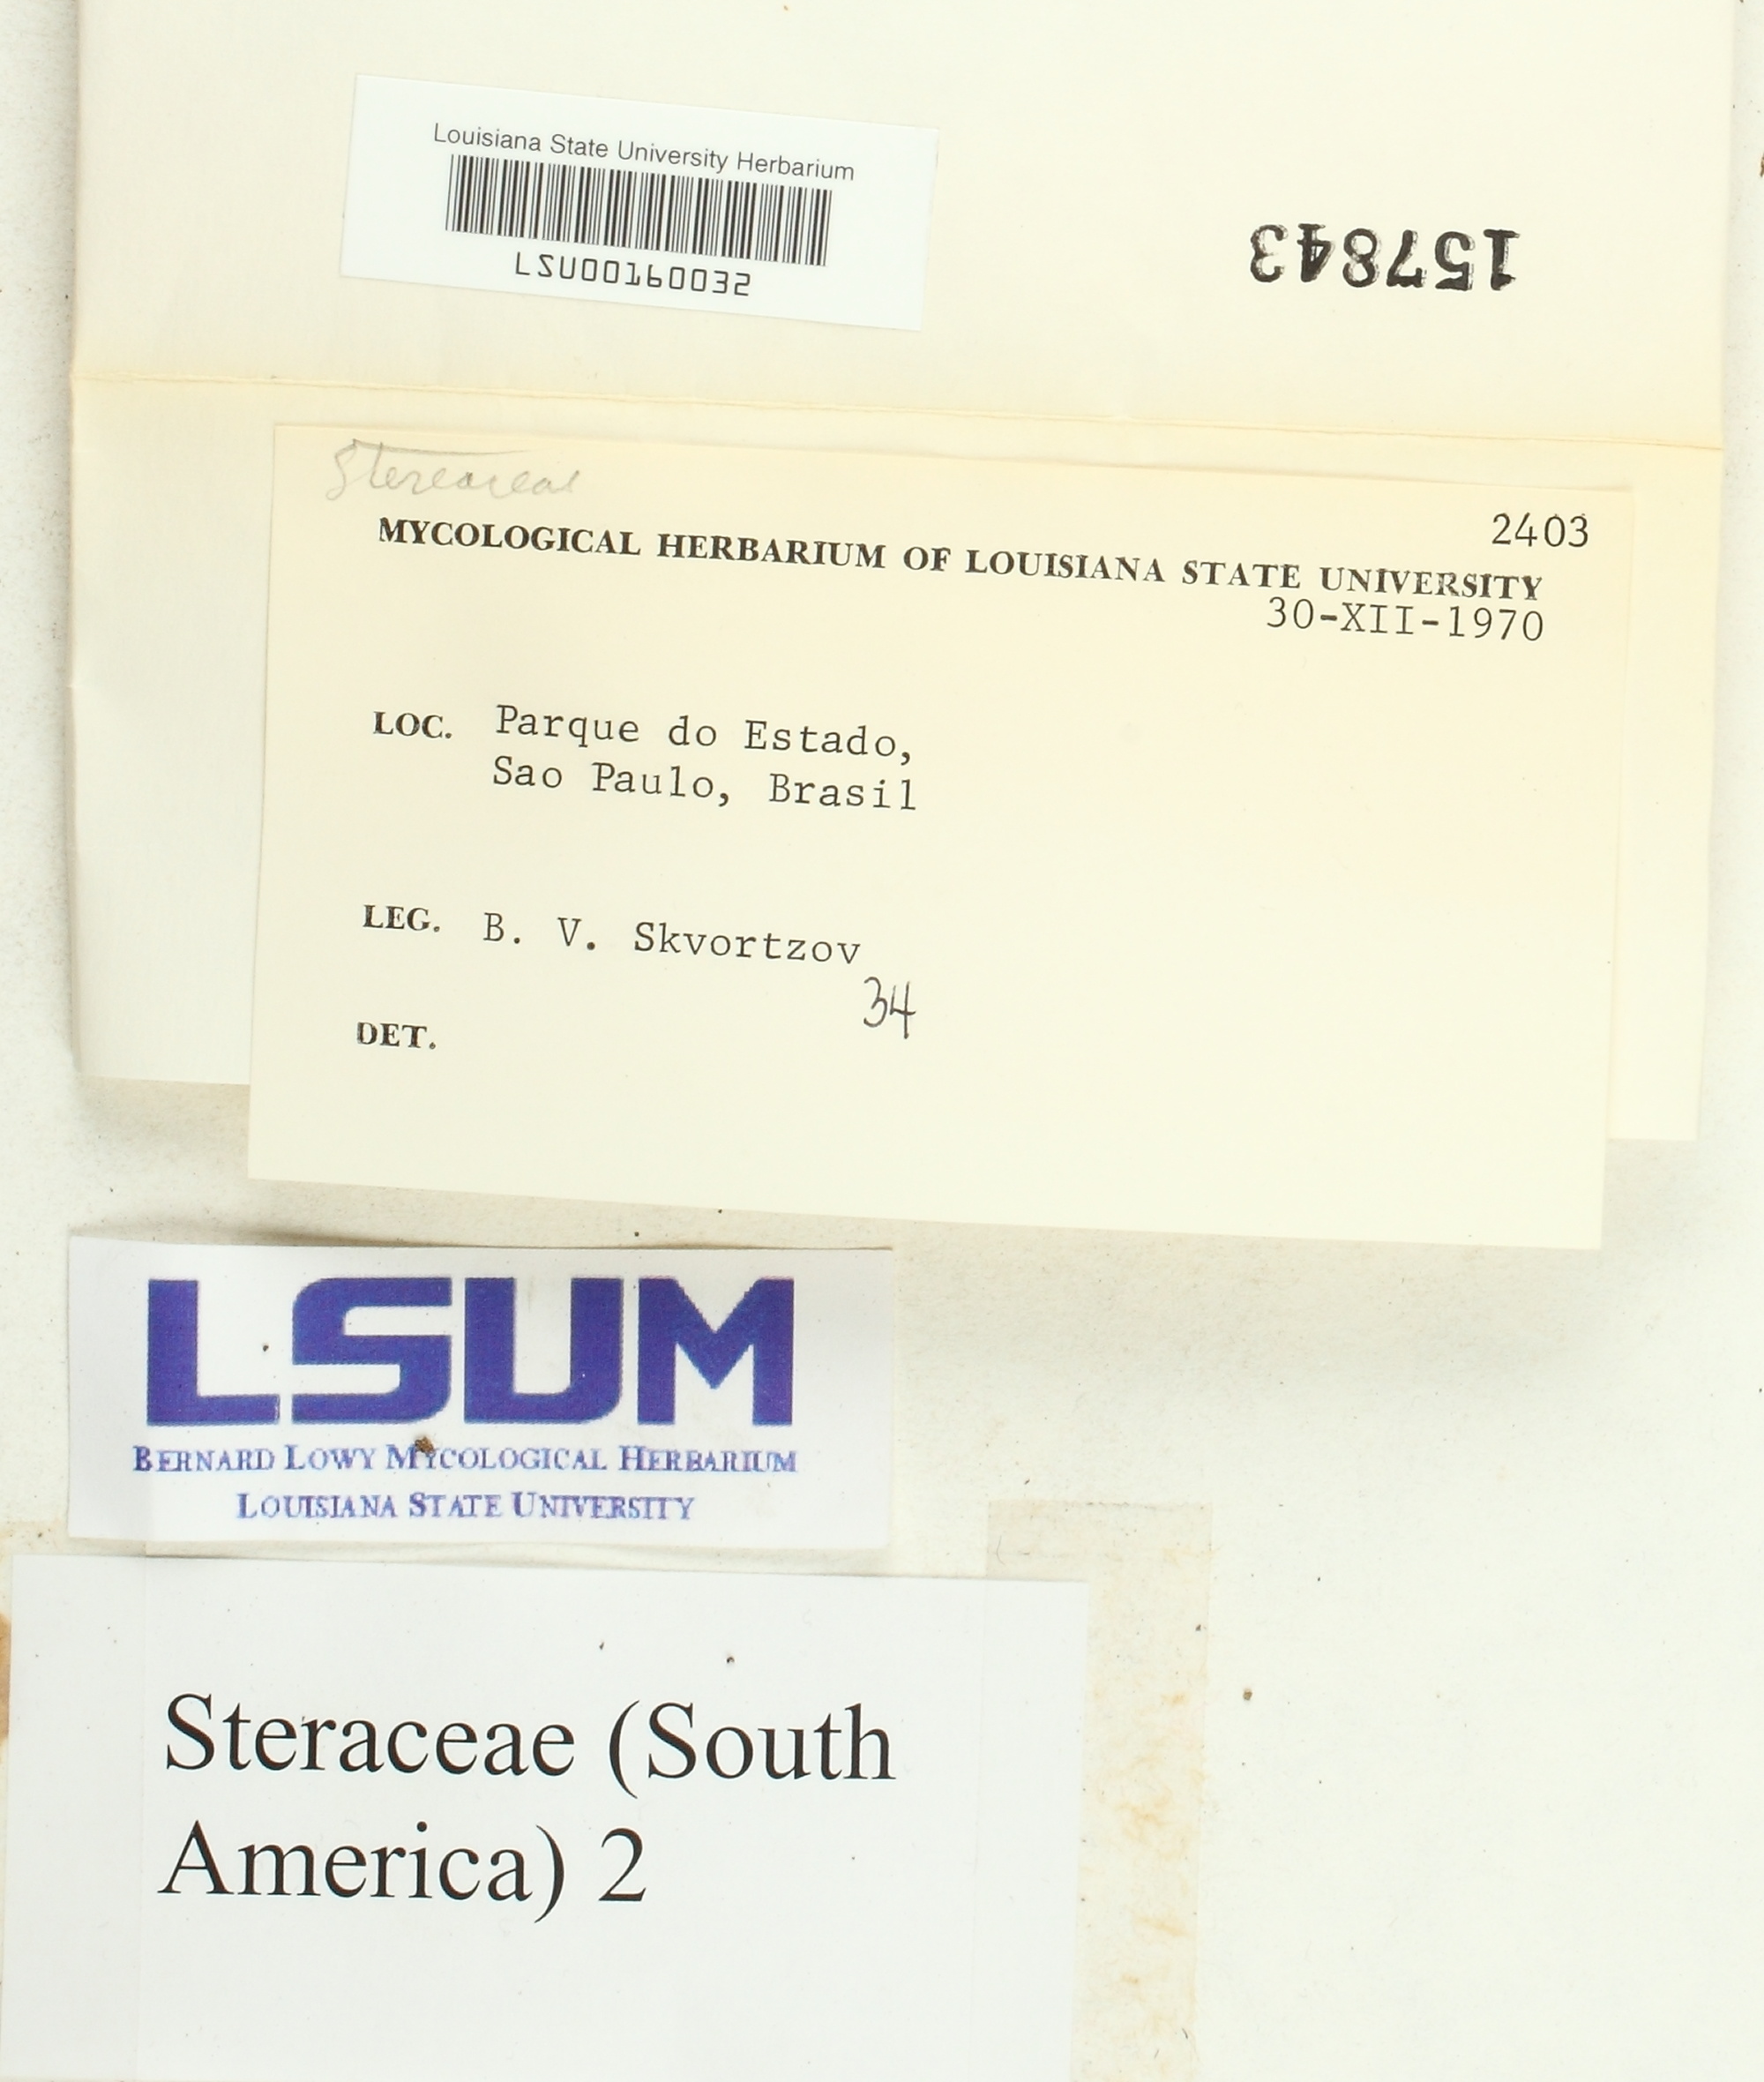 Louisiana State University Herbarium
LSU00160032
157843
Stereaceae
2403
MYCOLOGICAL HERBARIUM OF LOUISIANA STATE UNIVERSITY
30-XII-1970
LOC. Parque do Estado,
Sao Paulo, Brasil
LEG. B. V. Skvortzov
34
DET.
LSUM
BERNARD LOWY MYCOLOGICAL HERBARIUM
LOUISIANA STATE UNIVERSITY
Steraceae (South
America) 2